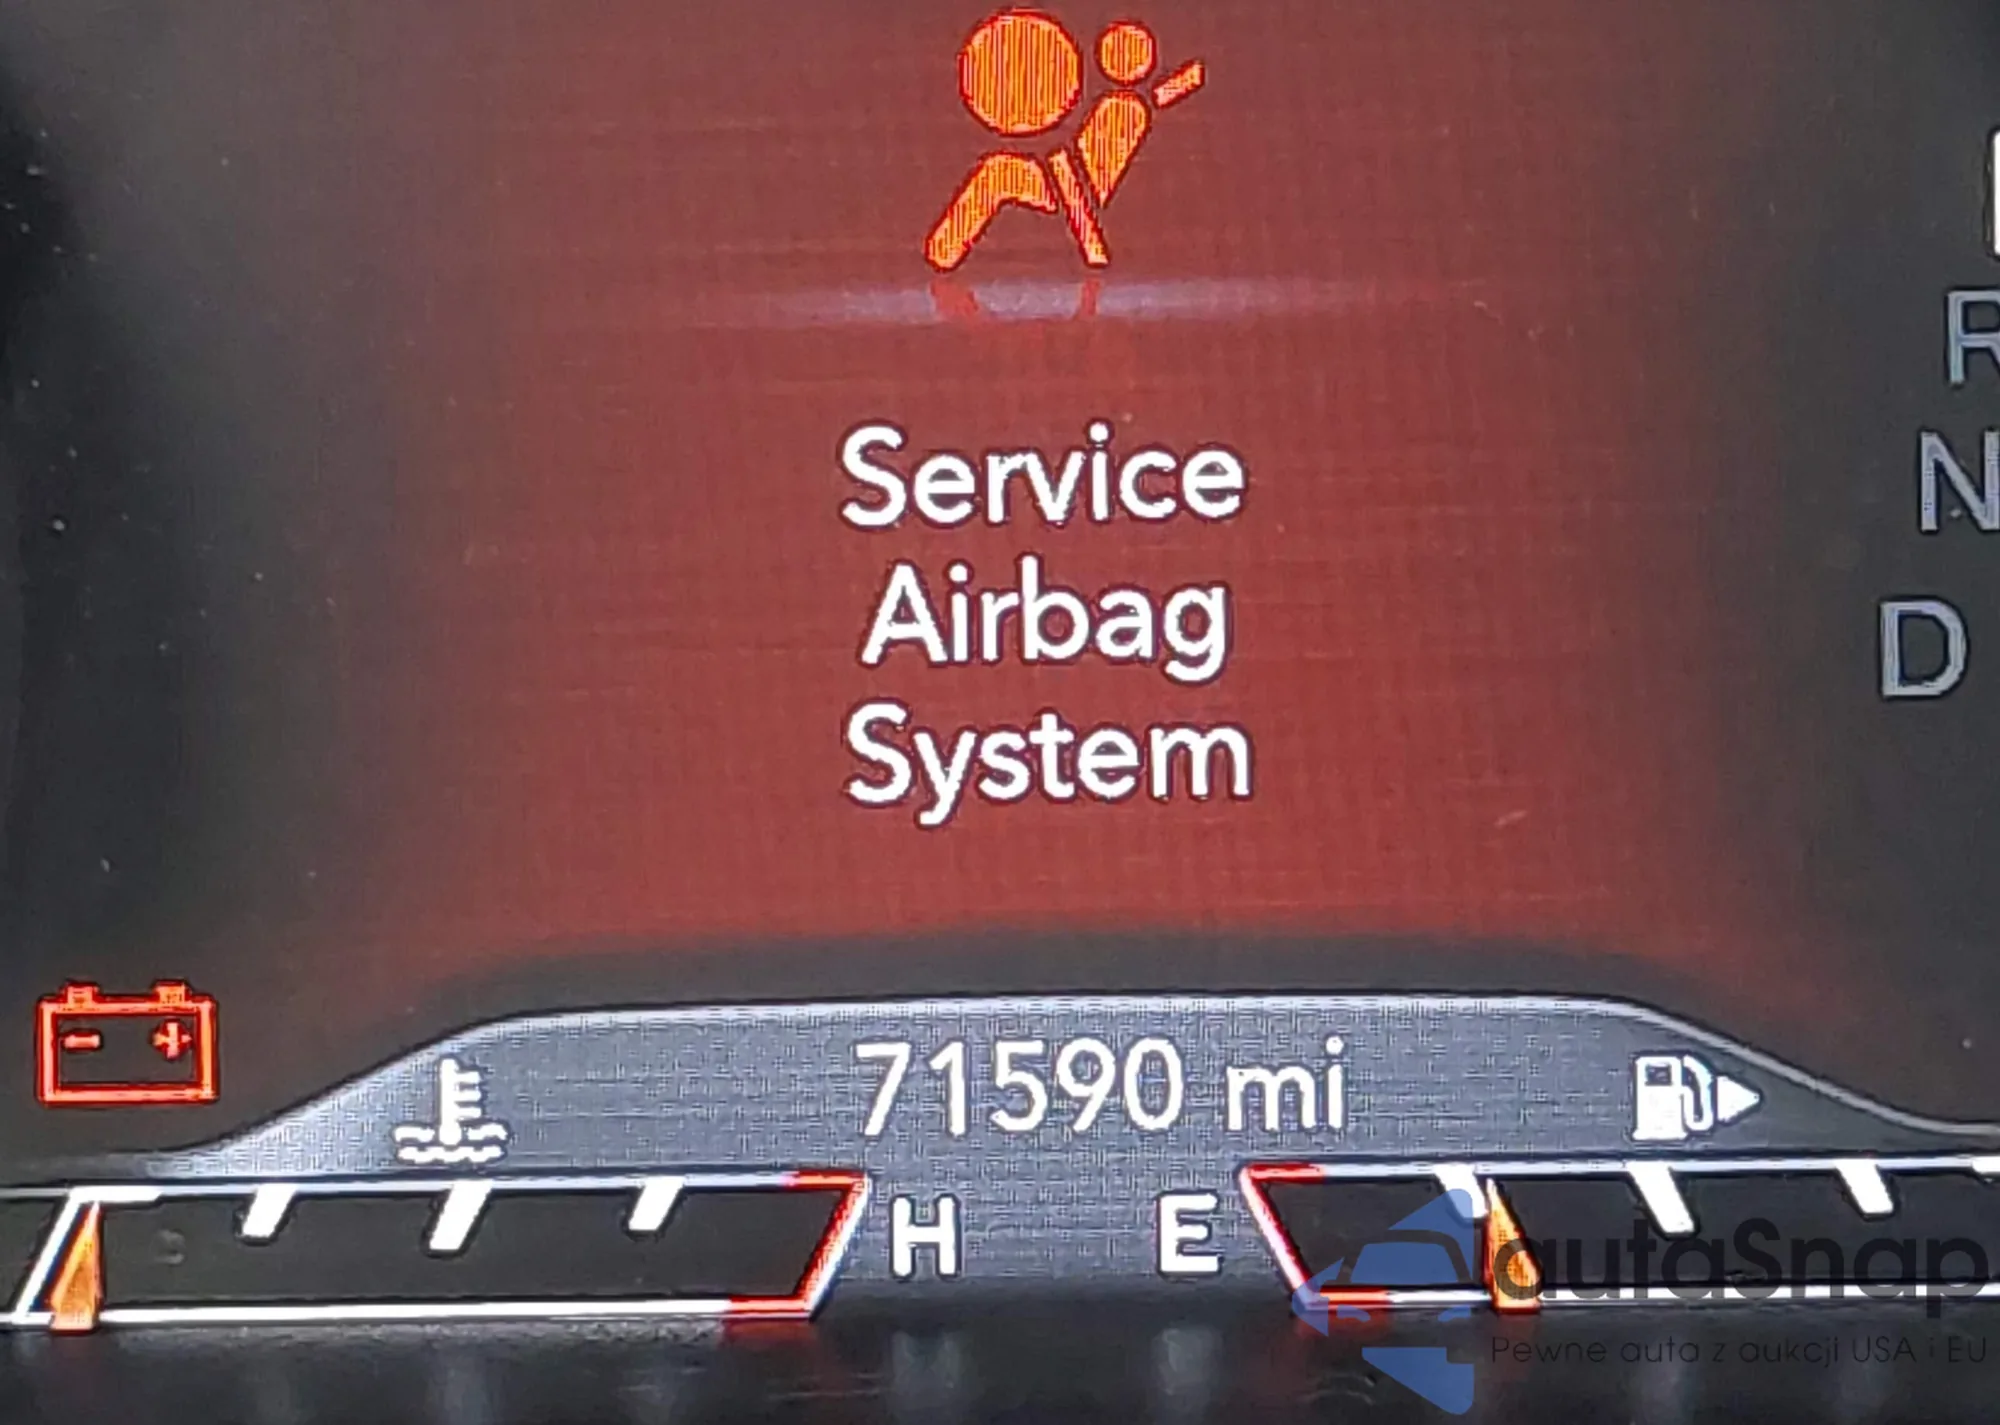 R
N
D
Service
Airbag
System
71590 mi
H
E
autaSnap
Pewne auta z aukcji USA i EU